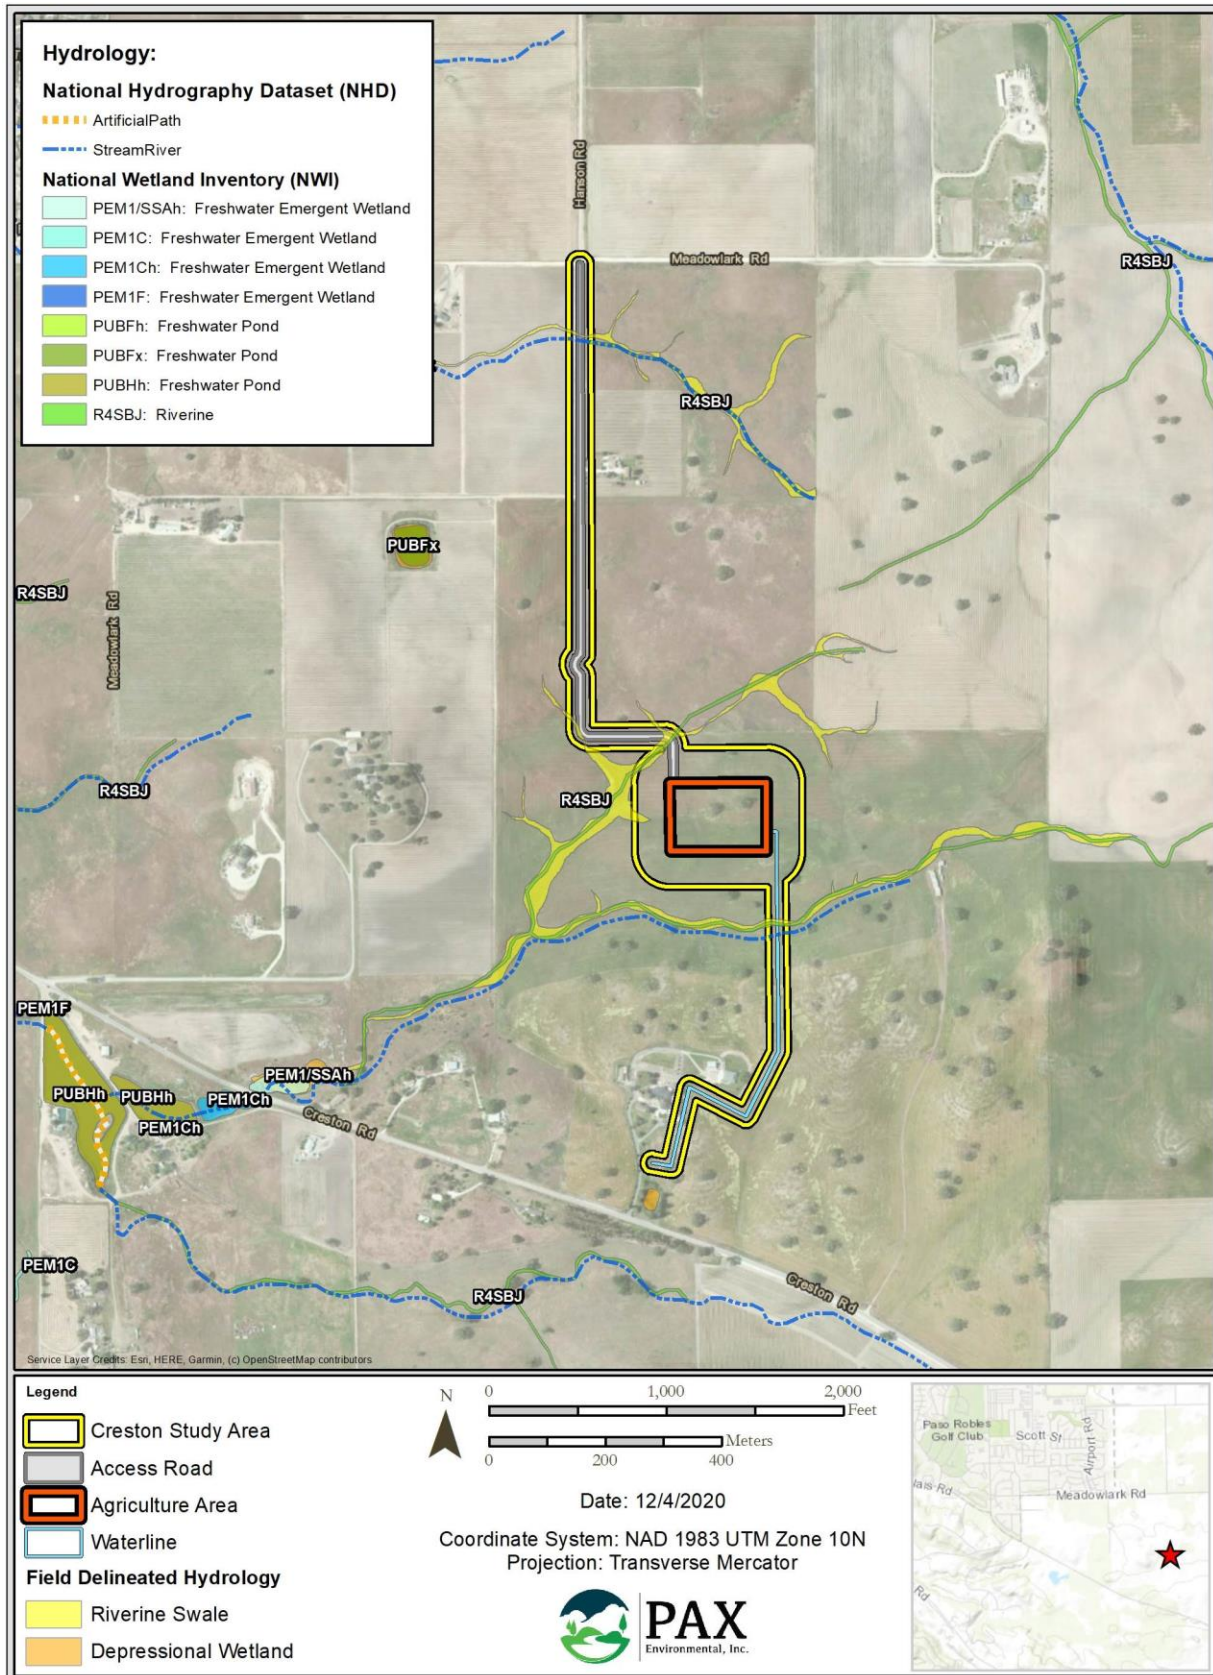 Hydrology:
National Hydrography Dataset (NHD)
ArtificialPath
StreamRiver
National Wetland Inventory (NWI)
PEM1/SSAh: Freshwater Emergent Wetland
PEM1C: Freshwater Emergent Wetland
PEM1Ch: Freshwater Emergent Wetland
PEM1F: Freshwater Emergent Wetland
PUBFh: Freshwater Pond
PUBFx: Freshwater Pond
PUBHh: Freshwater Pond
R4SBJ: Riverine
Hanson Rd
Meadowlark Rd
R4SBJ
R4SBJ
PUBFx
R4SBJ
Meadowlark Rd
R4SBJ
R4SBJ
PEM1F
PEM1/SSAh
PUBHh
PUBHh
PEM1Ch
PEM1Ch
Creston Rd
PEM1C
R4SBJ
Creston Rd
Service Layer Credits: Esri, HERE, Garmin, (c) OpenStreetMap contributors
Legend
Creston Study Area
Access Road
Agriculture Area
Waterline
Field Delineated Hydrology
Riverine Swale
Depressional Wetland
N
0 1,000 2,000
Feet
Meters
0 200 400
Date: 12/4/2020
Coordinate System: NAD 1983 UTM Zone 10N
Projection: Transverse Mercator
PAX
Environmental, Inc.
Paso Robles
Golf Club
Scott St
Airport Rd
Meadowlark Rd
Rd